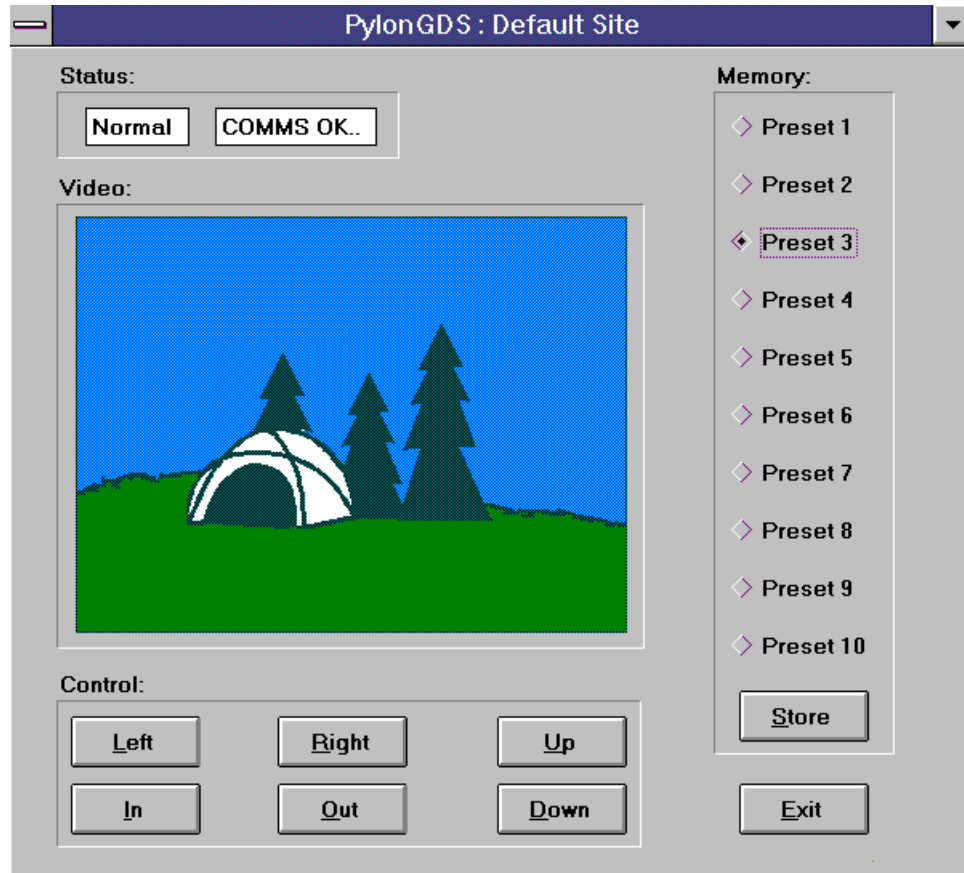 PylonGDS : Default Site
Status:
Normal COMMS OK..
Video:
Control:
Left Right Up
In Out Down
Memory:
Preset 1
Preset 2
Preset 3
Preset 4
Preset 5
Preset 6
Preset 7
Preset 8
Preset 9
Preset 10
Store
Exit